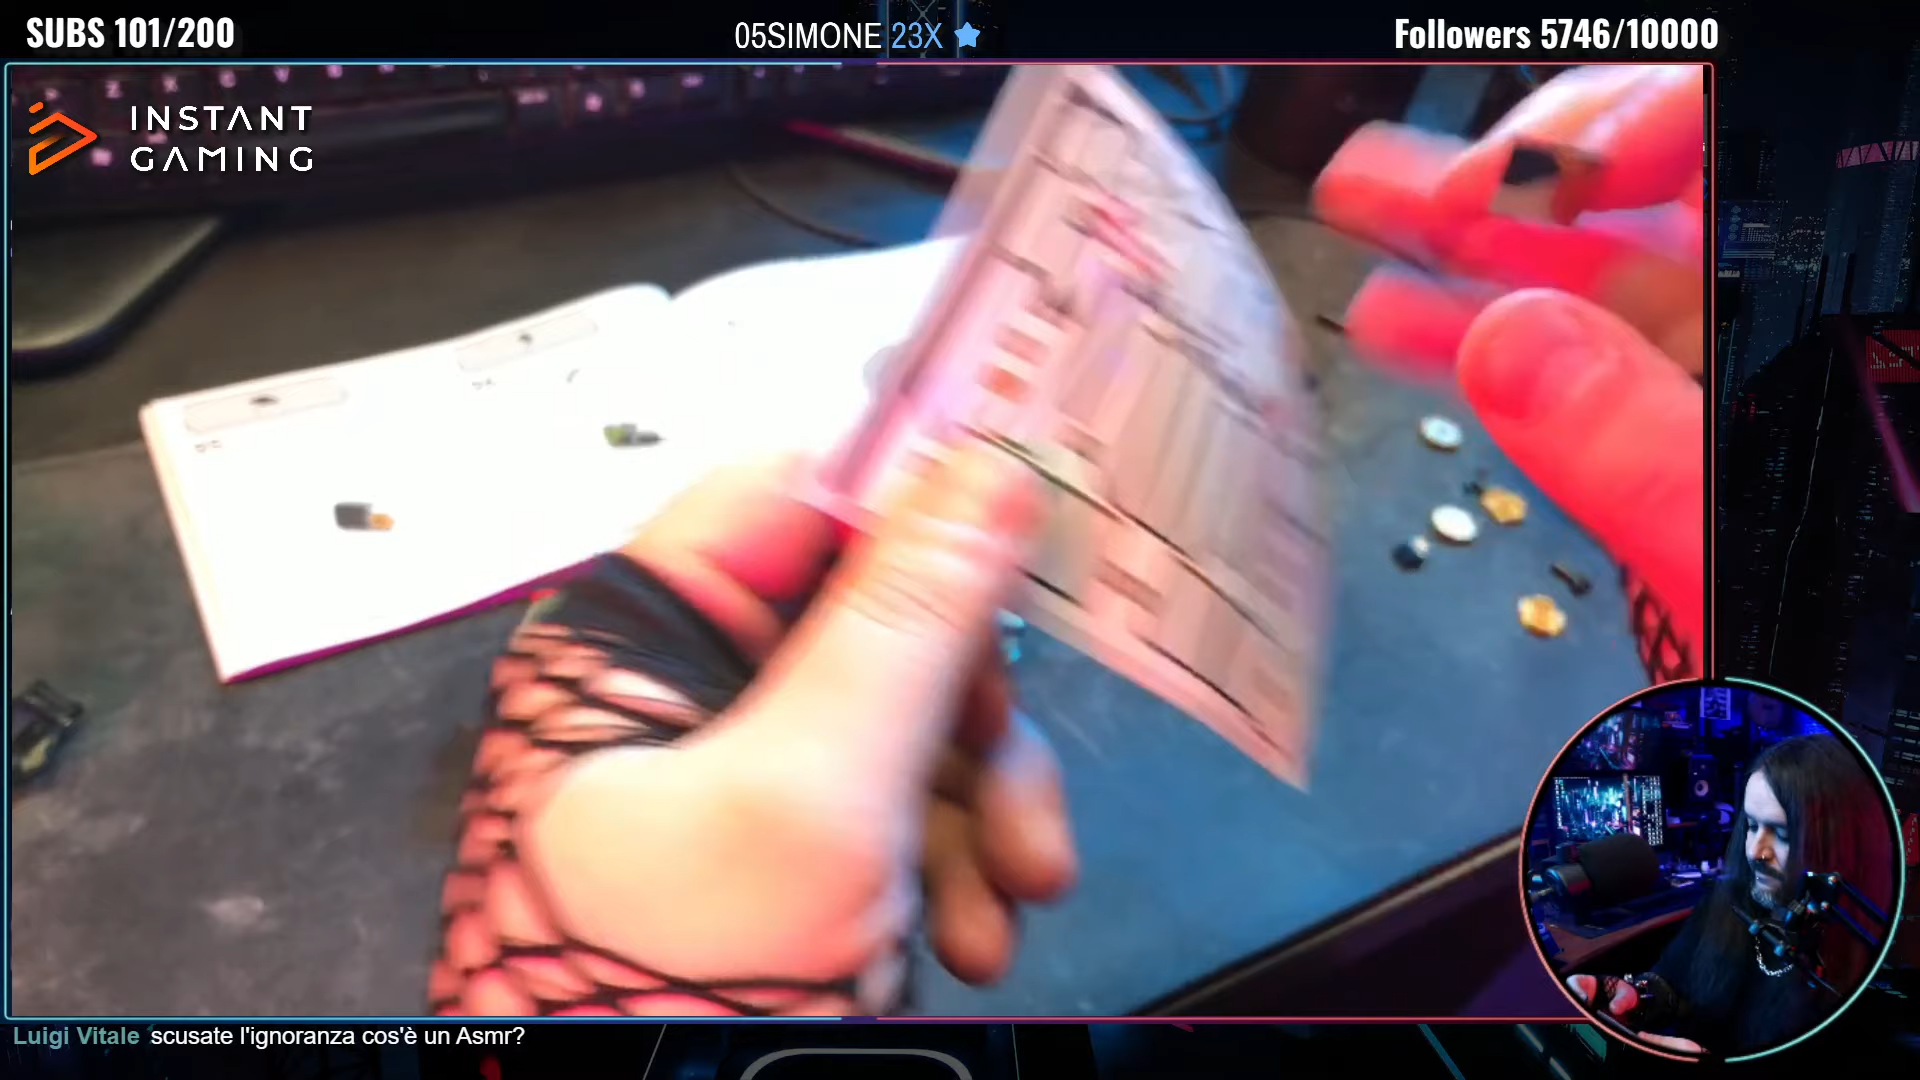 SUBS 101/200
05SIMONE 23X
Followers 5746/10000
INSTANT
GAMING
Luigi Vitale scusate l'ignoranza cos'è un Asmr?